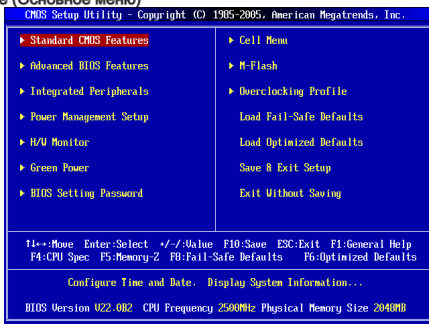 е (Основное меню)
CMOS Setup Utility - Copyright (C) 1985-2005, American Megatrends, Inc.
▶ Standard CMOS Features
▶ Advanced BIOS Features
▶ Integrated Peripherals
▶ Power Management Setup
▶ H/W Monitor
▶ Green Power
▶ BIOS Setting Password
▶ Cell Menu
▶ M-Flash
▶ Overclocking Profile
Load Fail-Safe Defaults
Load Optimized Defaults
Save & Exit Setup
Exit Without Saving
↑↓↔:Move Enter:Select +/-/:Value F10:Save ESC:Exit F1:General Help
F4:CPU Spec F5:Memory-Z F8:Fail-Safe Defaults F6:Optimized Defaults
Configure Time and Date. Display System Information...
BIOS Version V22.0B2 CPU Frequency 2500MHz Physical Memory Size 2048MB